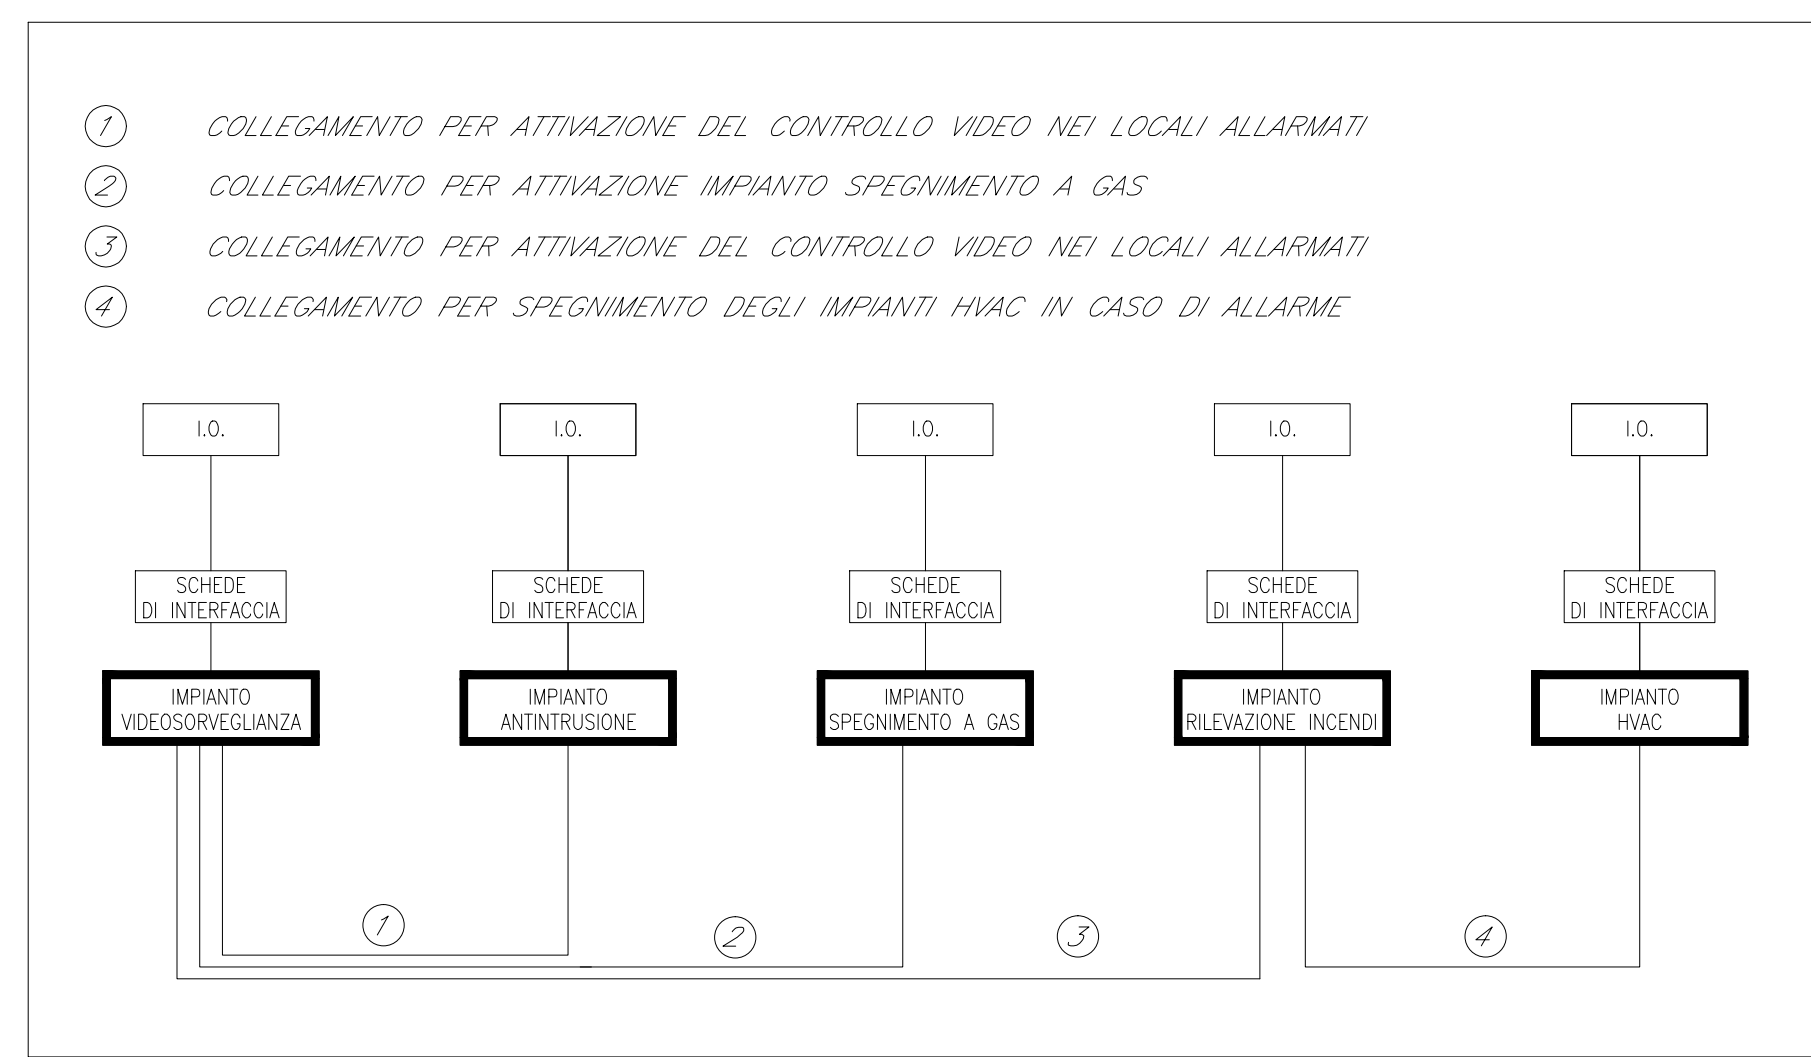 1 COLLEGAMENTO PER ATTIVAZIONE DEL CONTROLLO VIDEO NEI LOCALI ALLARMATI
2 COLLEGAMENTO PER ATTIVAZIONE IMPIANTO SPEGNIMENTO A GAS
3 COLLEGAMENTO PER ATTIVAZIONE DEL CONTROLLO VIDEO NEI LOCALI ALLARMATI
4 COLLEGAMENTO PER SPEGNIMENTO DEGLI IMPIANTI HVAC IN CASO DI ALLARME
I.O.
I.O.
I.O.
I.O.
I.O.
SCHEDE
DI INTERFACCIA
SCHEDE
DI INTERFACCIA
SCHEDE
DI INTERFACCIA
SCHEDE
DI INTERFACCIA
SCHEDE
DI INTERFACCIA
IMPIANTO
VIDEOSORVEGLIANZA
IMPIANTO
ANTINTRUSIONE
IMPIANTO
SPEGNIMENTO A GAS
IMPIANTO
RILEVAZIONE INCENDI
IMPIANTO
HVAC
1
2
3
4